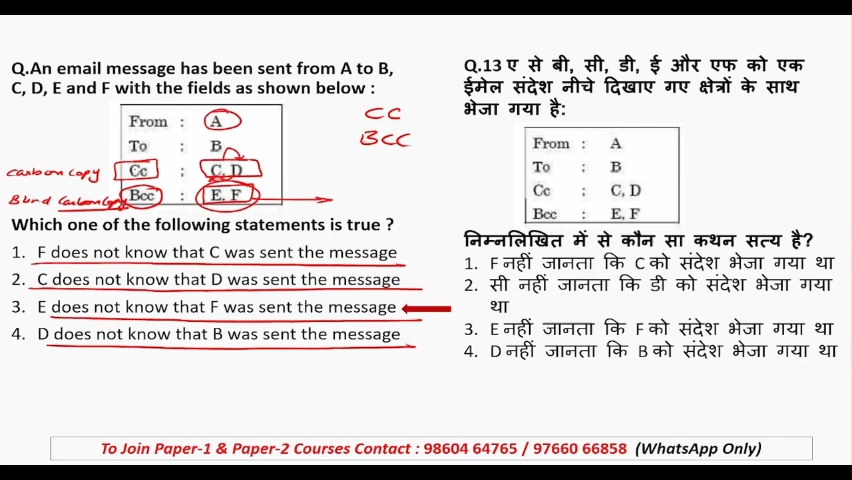 Q.An email message has been sent from A to B,
C, D, E and F with the fields as shown below :
From : A
To : B
Cc : C, D
Bcc : E, F
CC
BCC
Carbon Copy
Blind Carbon Copy
Which one of the following statements is true ?
1. F does not know that C was sent the message
2. C does not know that D was sent the message
3. E does not know that F was sent the message
4. D does not know that B was sent the message
Q.13 ए से बी, सी, डी, ई और एफ को एक
ईमेल संदेश नीचे दिखाए गए क्षेत्रों के साथ
भेजा गया है:
From : A
To : B
Cc : C, D
Bcc : E, F
निम्नलिखित में से कौन सा कथन सत्य है?
1. F नहीं जानता कि C को संदेश भेजा गया था
2. सी नहीं जानता कि डी को संदेश भेजा गया
था
3. E नहीं जानता कि F को संदेश भेजा गया था
4. D नहीं जानता कि B को संदेश भेजा गया था
To Join Paper-1 & Paper-2 Courses Contact : 98604 64765 / 97660 66858 (WhatsApp Only)